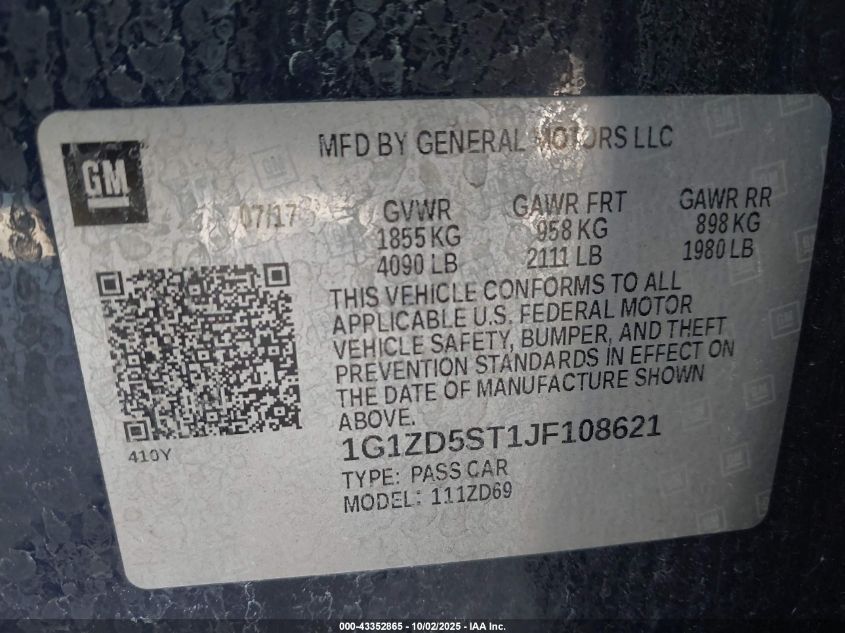 MFD BY GENERAL MOTORS LLC
GM
07/17
GVWR GAWR FRT GAWR RR
1855 KG 958 KG 898 KG
4090 LB 2111 LB 1980 LB
THIS VEHICLE CONFORMS TO ALL
APPLICABLE U.S. FEDERAL MOTOR
VEHICLE SAFETY, BUMPER, AND THEFT
PREVENTION STANDARDS IN EFFECT ON
THE DATE OF MANUFACTURE SHOWN
ABOVE.
410Y
1G1ZD5ST1JF108621
TYPE: PASS CAR
MODEL: 111ZD69
000-43352865 - 10/02/2025 - IAA Inc.